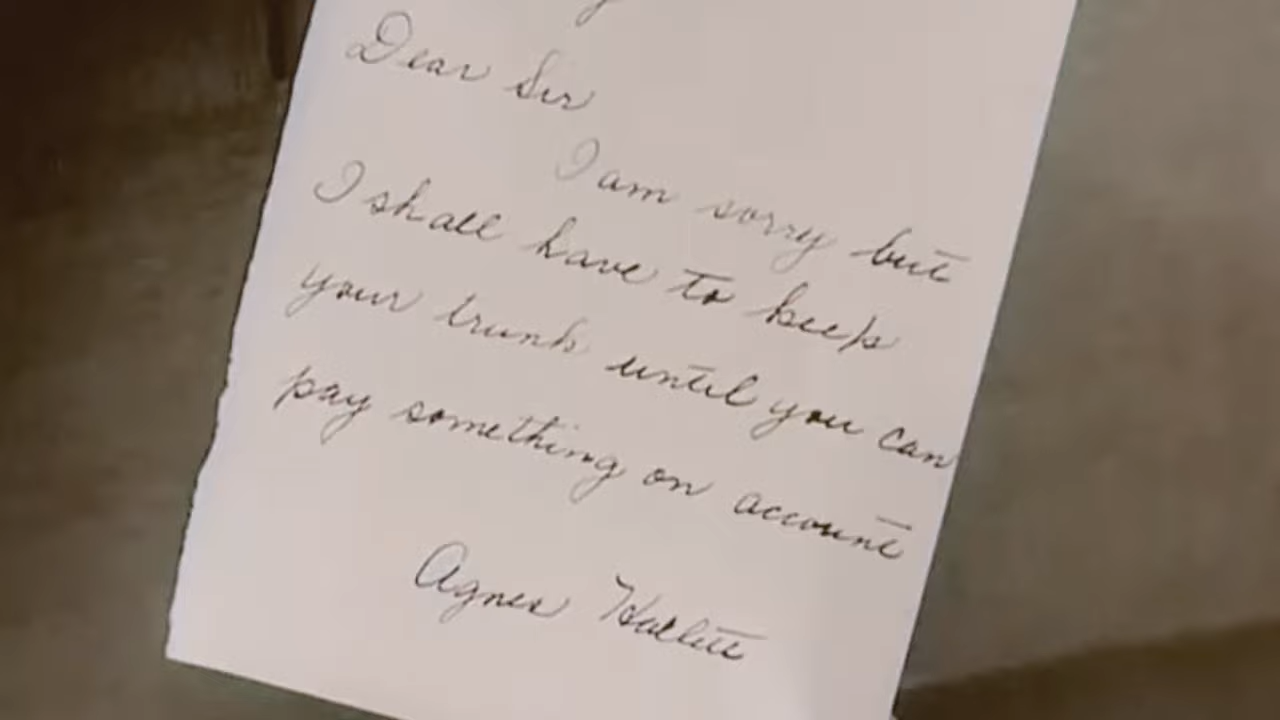 Dear Sir
I am sorry but
I shall have to keep
your trunk until you can
pay something on account
Agnes Hallett